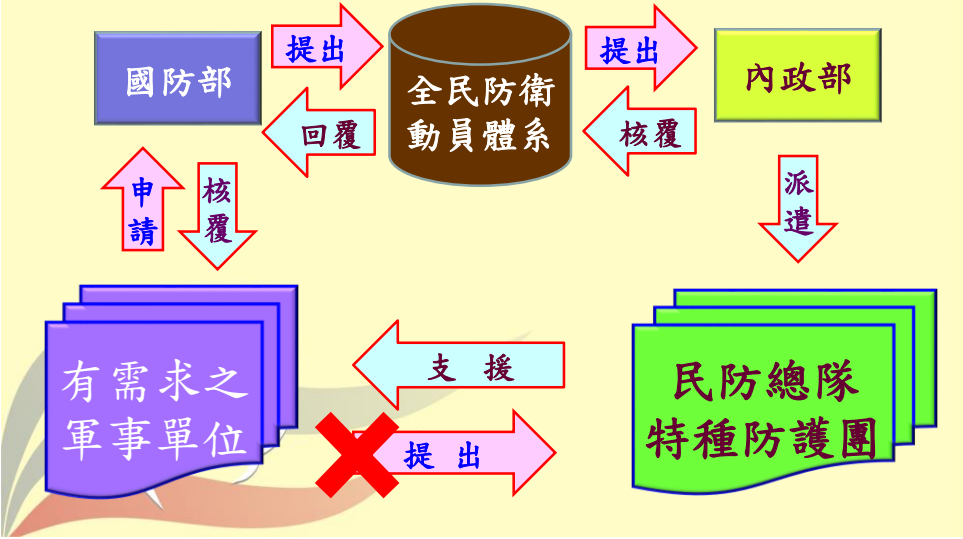 提出
提出
國防部
全民防衛
動員體系
內政部
回覆
核覆
申請
核覆
派遣
有需求之
軍事單位
支 援
提 出
民防總隊
特種防護團